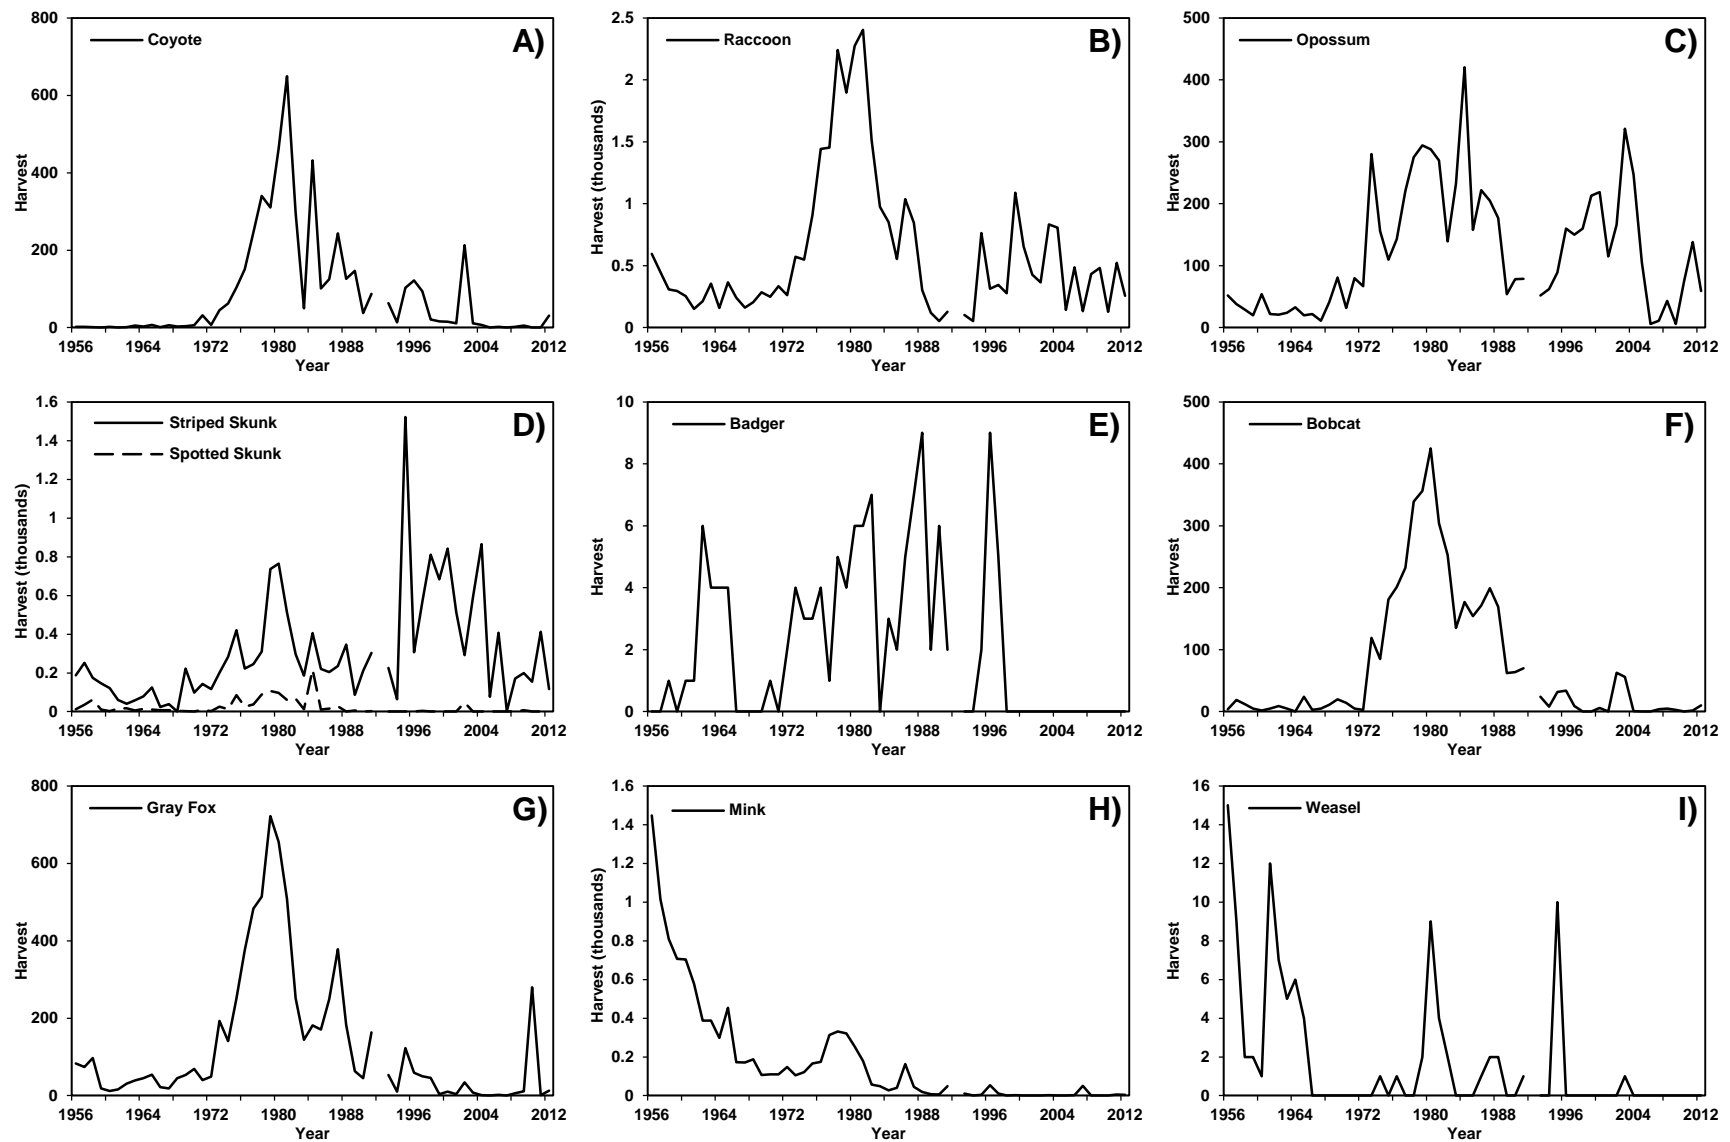 Coyote
A)
800
600
400
200
0
Harvest
1956 1964 1972 1980 1988 1996 2004 2012
Year
Raccoon
B)
2.5
2
1.5
1
0.5
0
Harvest (thousands)
1956 1964 1972 1980 1988 1996 2004 2012
Year
Opossum
C)
500
400
300
200
100
0
Harvest
1956 1964 1972 1980 1988 1996 2004 2012
Year
Striped Skunk
Spotted Skunk
D)
1.6
1.4
1.2
1
0.8
0.6
0.4
0.2
0
Harvest (thousands)
1956 1964 1972 1980 1988 1996 2004 2012
Year
Badger
E)
10
8
6
4
2
0
Harvest
1956 1964 1972 1980 1988 1996 2004 2012
Year
Bobcat
F)
500
400
300
200
100
0
Harvest
1956 1964 1972 1980 1988 1996 2004 2012
Year
Gray Fox
G)
800
600
400
200
0
Harvest
1956 1964 1972 1980 1988 1996 2004 2012
Year
Mink
H)
1.6
1.4
1.2
1
0.8
0.6
0.4
0.2
0
Harvest (thousands)
1956 1964 1972 1980 1988 1996 2004 2012
Year
Weasel
I)
16
14
12
10
8
6
4
2
0
Harvest
1956 1964 1972 1980 1988 1996 2004 2012
Year